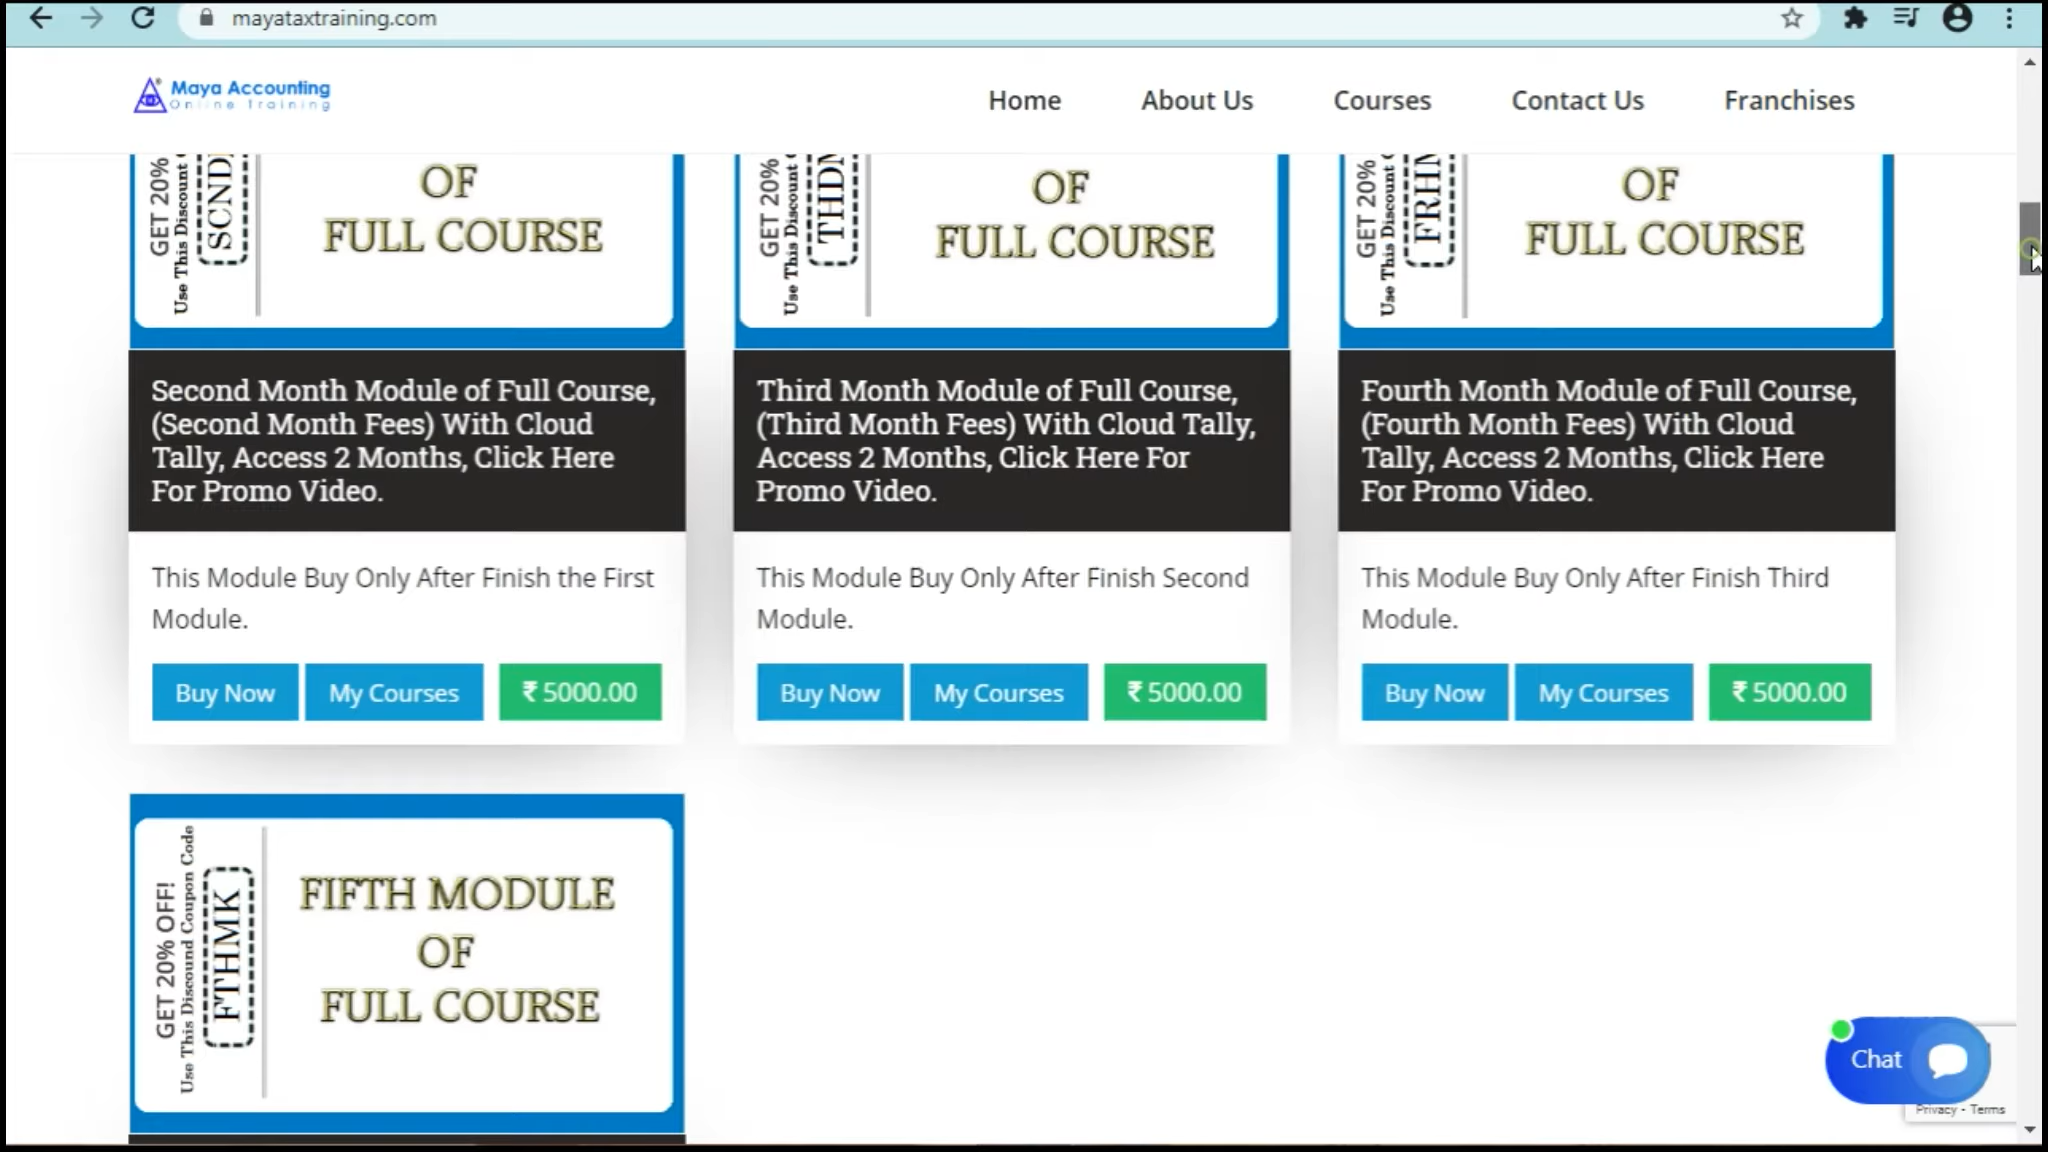 mayataxtraining.com
Maya Accounting
Online Training
Home
About Us
Courses
Contact Us
Franchises
GET 20%
Use This Discount
OF
FULL COURSE
GET 20%
Use This Discount
OF
FULL COURSE
GET 20%
Use This Discount
OF
FULL COURSE
Second Month Module of Full Course,
(Second Month Fees) With Cloud
Tally, Access 2 Months, Click Here
For Promo Video.
This Module Buy Only After Finish the First
Module.
Buy Now
My Courses
₹ 5000.00
Third Month Module of Full Course,
(Third Month Fees) With Cloud Tally,
Access 2 Months, Click Here For
Promo Video.
This Module Buy Only After Finish Second
Module.
Buy Now
My Courses
₹ 5000.00
Fourth Month Module of Full Course,
(Fourth Month Fees) With Cloud
Tally, Access 2 Months, Click Here
For Promo Video.
This Module Buy Only After Finish Third
Module.
Buy Now
My Courses
₹ 5000.00
GET 20% OFF!
Use This Discound Coupon Code
FTHMK
FIFTH MODULE
OF
FULL COURSE
Chat
Privacy - Terms